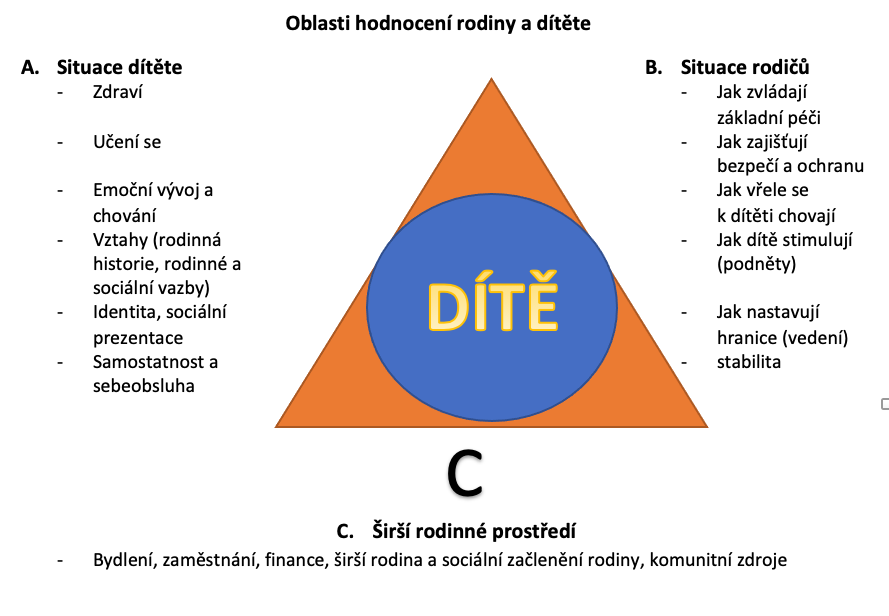 Oblasti hodnocení rodiny a dítěte
A. Situace dítěte
- Zdraví
- Učení se
- Emoční vývoj a
chování
- Vztahy (rodinná
historie, rodinné a
sociální vazby)
- Identita, sociální
prezentace
- Samostatnost a
sebeobsluha
B. Situace rodičů
- Jak zvládají
základní péči
- Jak zajišťují
bezpečí a ochranu
- Jak vřele se
k dítěti chovají
- Jak dítě stimulují
(podněty)
- Jak nastavují
hranice (vedení)
- stabilita
DÍTĚ
C
C. Širší rodinné prostředí
- Bydlení, zaměstnání, finance, širší rodina a sociální začlenění rodiny, komunitní zdroje